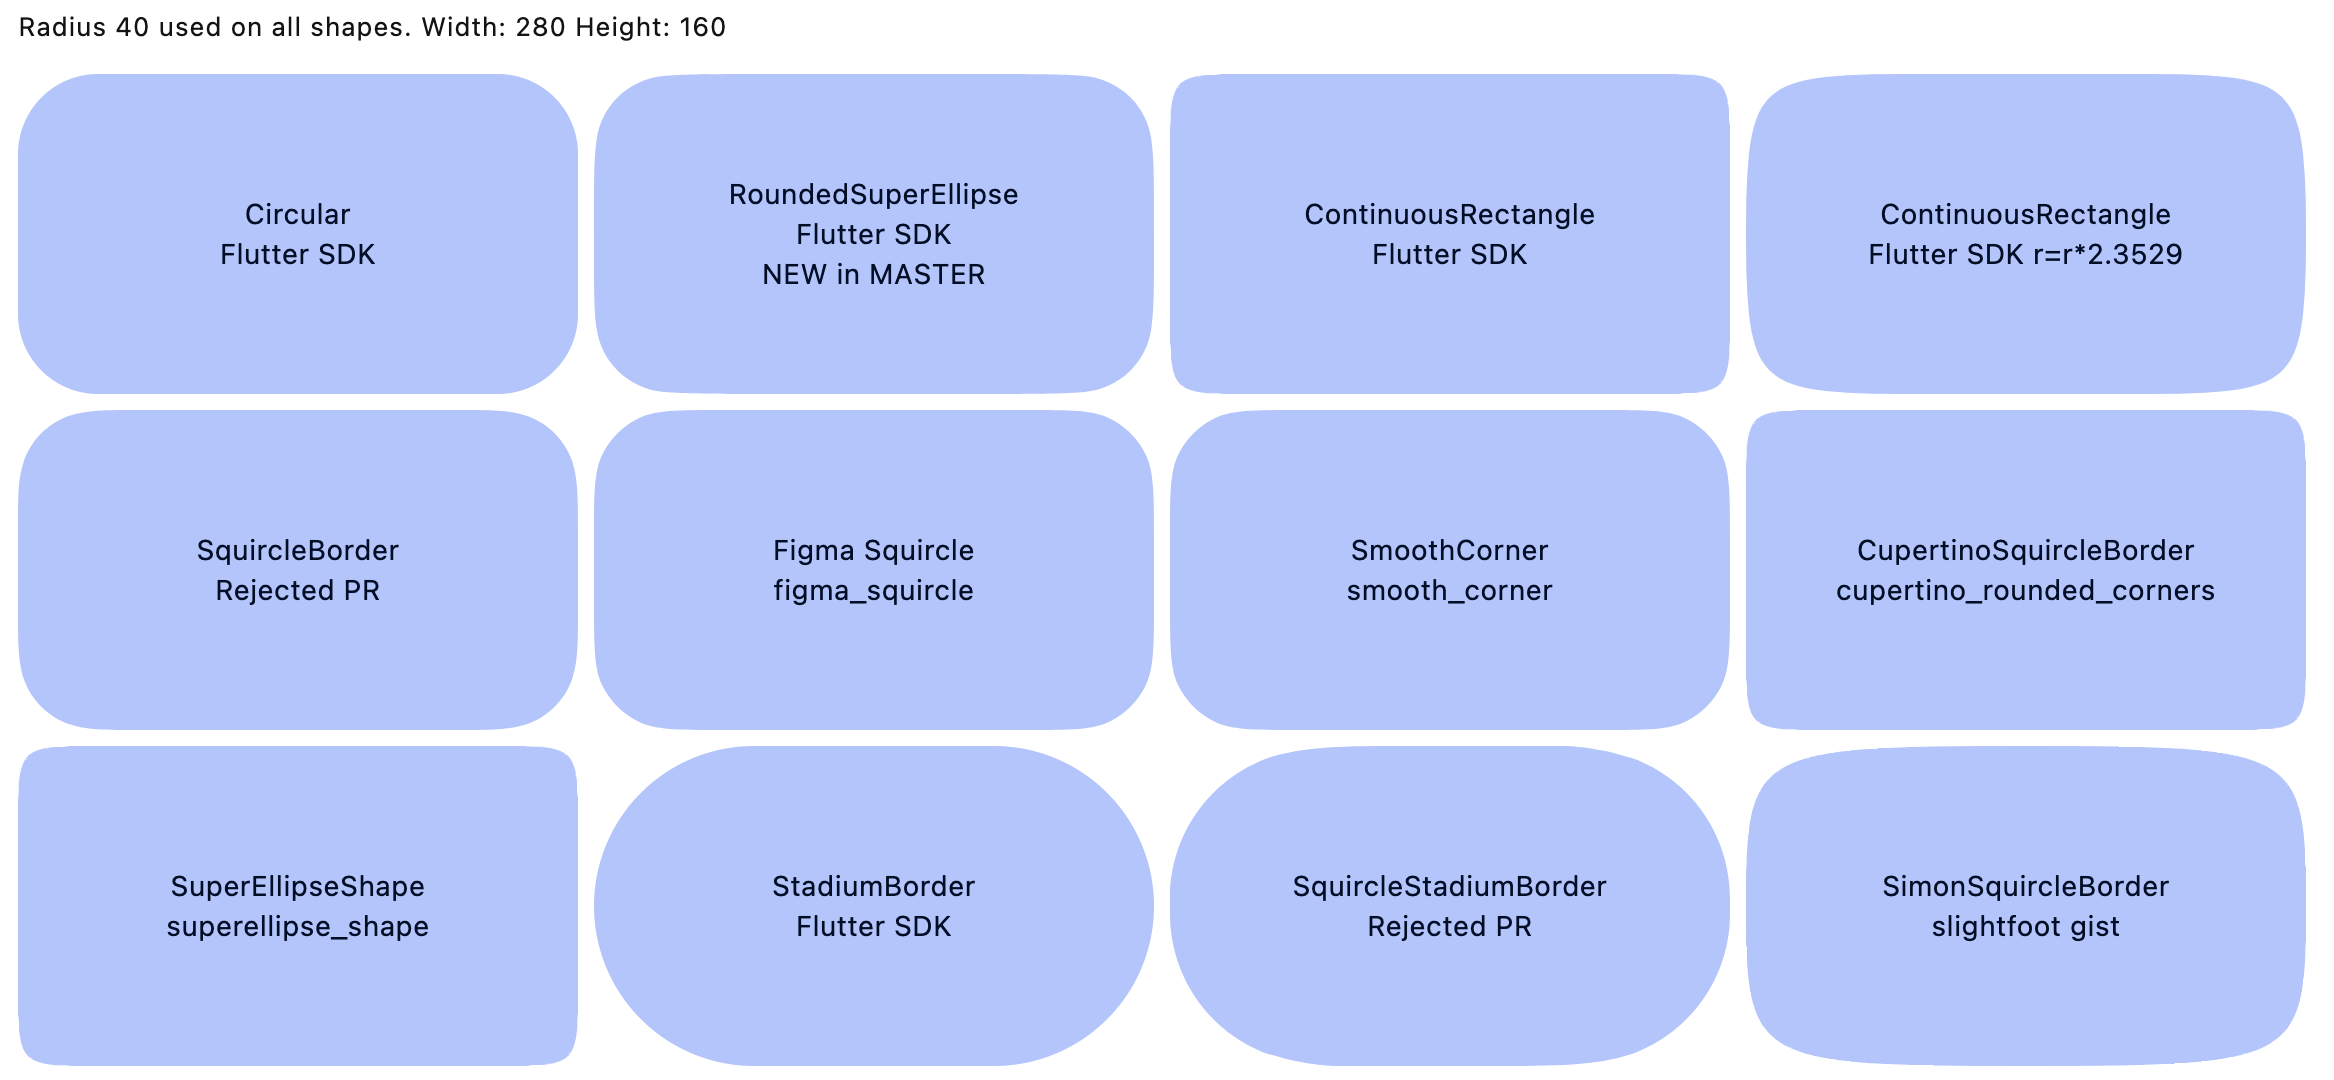 Radius 40 used on all shapes. Width: 280 Height: 160
Circular
Flutter SDK
RoundedSuperEllipse
Flutter SDK
NEW in MASTER
ContinuousRectangle
Flutter SDK
ContinuousRectangle
Flutter SDK r=r*2.3529
SquircleBorder
Rejected PR
Figma Squircle
figma_squircle
SmoothCorner
smooth_corner
CupertinoSquircleBorder
cupertino_rounded_corners
SuperEllipseShape
superellipse_shape
StadiumBorder
Flutter SDK
SquircleStadiumBorder
Rejected PR
SimonSquircleBorder
slightfoot gist